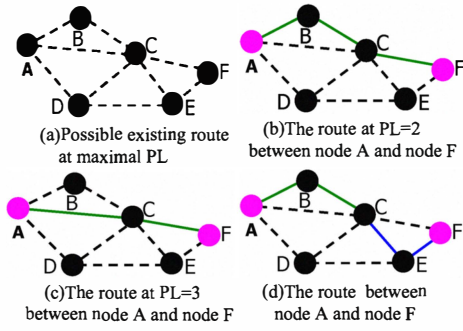 B
C
A
F
D
E
(a)Possible existing route
at maximal PL
B
C
A
F
D
E
(b)The route at PL=2
between node A and node F
B
C
A
F
D
E
(c)The route at PL=3
between node A and node F
B
C
A
F
D
E
(d)The route between
node A and node F